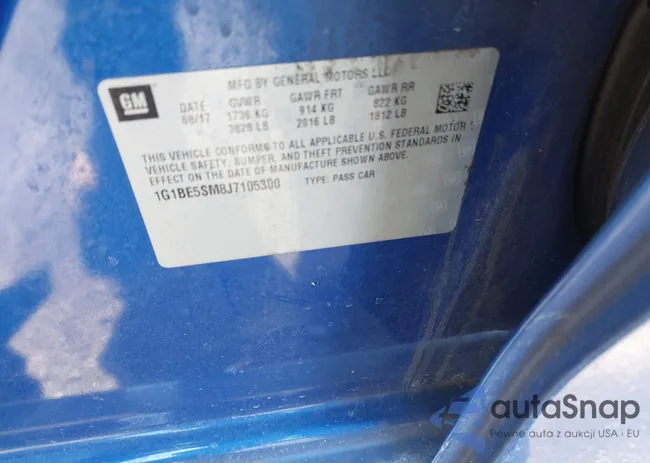 GM
MFD BY GENERAL MOTORS LLC
DATE GVWR GAWR FRT GAWR RR
08/17 1736 KG 914 KG 822 KG
3828 LB 2016 LB 1812 LB
THIS VEHICLE CONFORMS TO ALL APPLICABLE U.S. FEDERAL MOTOR
VEHICLE SAFETY, BUMPER, AND THEFT PREVENTION STANDARDS IN
EFFECT ON THE DATE OF MANUFACTURE SHOWN ABOVE.
1G1BE5SM8J7105300 TYPE: PASS CAR
autaSnap
Pewne auta z aukcji USA i EU